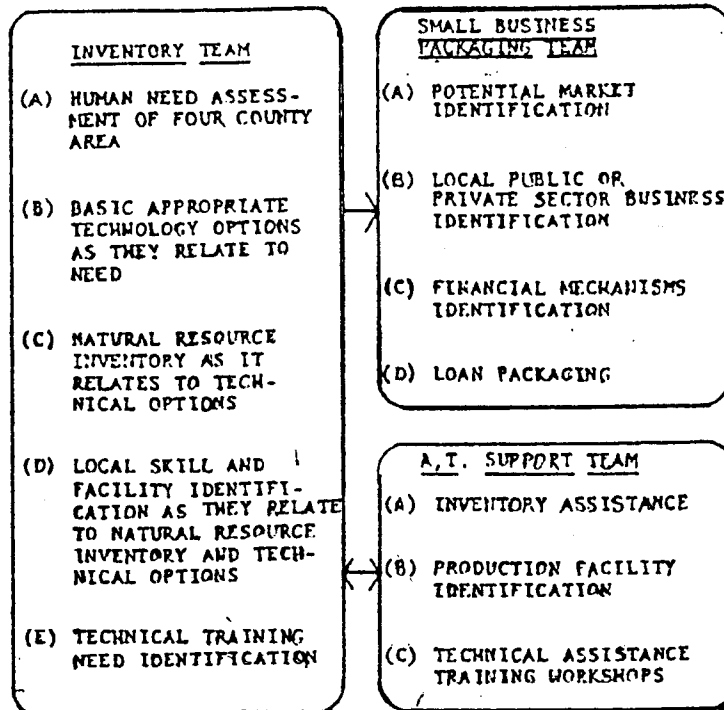 INVENTORY TEAM
(A) HUMAN NEED ASSESS-
MENT OF FOUR COUNTY
AREA
(B) BASIC APPROPRIATE
TECHNOLOGY OPTIONS
AS THEY RELATE TO
NEED
(C) NATURAL RESOURCE
INVENTORY AS IT
RELATES TO TECH-
NICAL OPTIONS
(D) LOCAL SKILL AND
FACILITY IDENTIFI-
CATION AS THEY RELATE
TO NATURAL RESOURCE
INVENTORY AND TECH-
NICAL OPTIONS
(E) TECHNICAL TRAINING
NEED IDENTIFICATION
SMALL BUSINESS
PACKAGING TEAM
(A) POTENTIAL MARKET
IDENTIFICATION
(B) LOCAL PUBLIC OR
PRIVATE SECTOR BUSINESS
IDENTIFICATION
(C) FINANCIAL MECHANISMS
IDENTIFICATION
(D) LOAN PACKAGING
A.T. SUPPORT TEAM
(A) INVENTORY ASSISTANCE
(B) PRODUCTION FACILITY
IDENTIFICATION
(C) TECHNICAL ASSISTANCE
TRAINING WORKSHOPS